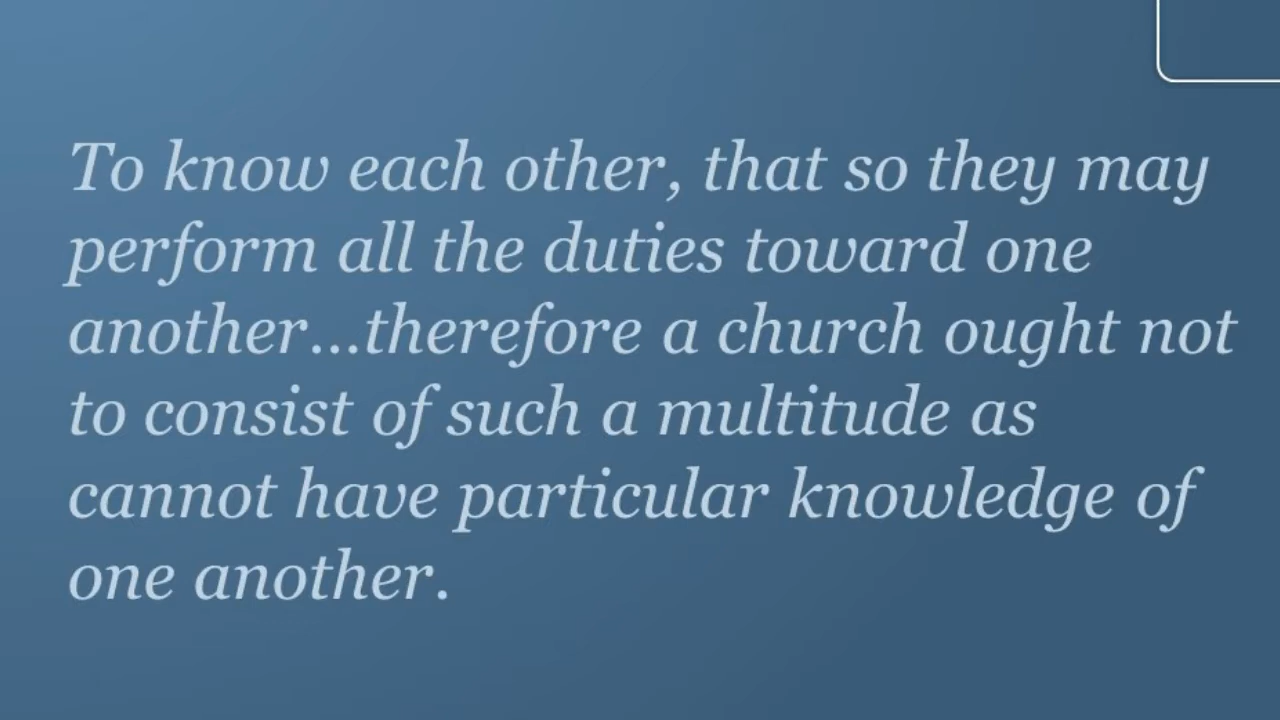 To know each other, that so they may
perform all the duties toward one
another...therefore a church ought not
to consist of such a multitude as
cannot have particular knowledge of
one another.